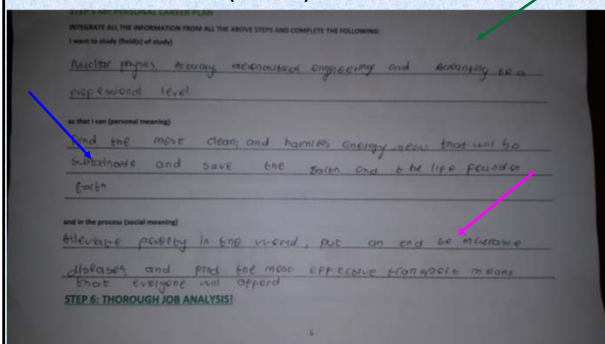 STEP 5 MY PERSONAL CAREER PLAN
INTEGRATE ALL THE INFORMATION FROM ALL THE ABOVE STEPS AND COMPLETE THE FOLLOWING:
I want to study (field(s) of study)
Nuclear physics, Actuary aeronautical engineering and Accounting to a
professional level
so that I can (personal meaning)
Find the most clean, and harmless energy that will be
and save the Earth and
Earth
and in the process (social meaning)
Alleviate poverty in the world, put an end to incurable
diseases and find the most effective transport means
that everyone will afford
STEP 6: THOROUGH JOB ANALYSIS!